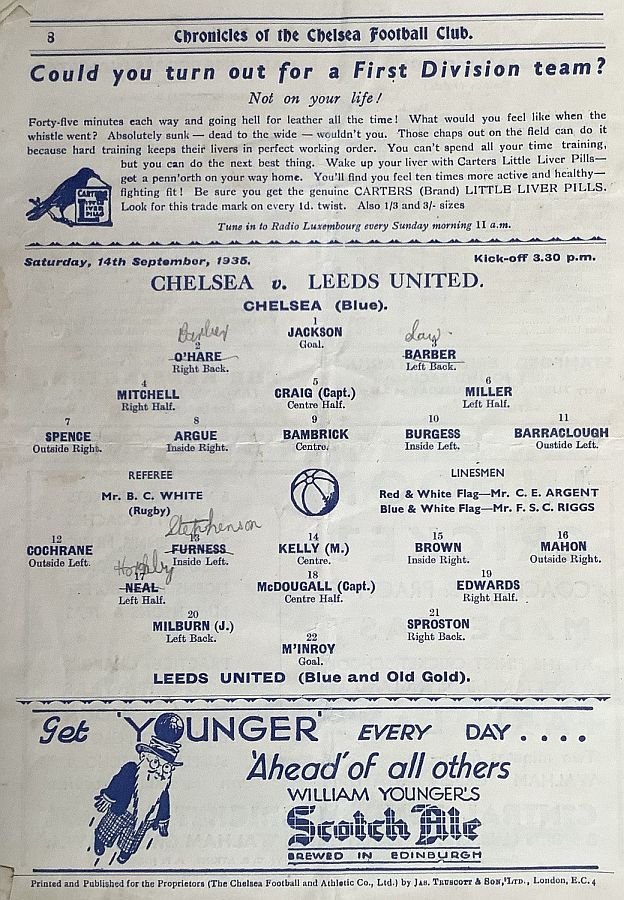 8
Chronicles of the Chelsea Football Club.
Could you turn out for a First Division team?
Not on your life!
Forty-five minutes each way and going hell for leather all the time! What would you feel like when the
whistle went? Absolutely sunk — dead to the wide — wouldn't you. Those chaps out on the field can do it
because hard training keeps their livers in perfect working order. You can't spend all your time training,
but you can do the next best thing. Wake up your liver with Carters Little Liver Pills—
get a penn'orth on your way home. You'll find you feel ten times more active and healthy—
fighting fit! Be sure you get the genuine CARTERS (Brand) LITTLE LIVER PILLS.
Look for this trade mark on every 1d. twist. Also 1/3 and 3/- sizes
CARTERS
LITTLE
LIVER
PILLS
Tune in to Radio Luxembourg every Sunday morning 11 a.m.
Saturday, 14th September, 1935. Kick-off 3.30 p.m.
CHELSEA v. LEEDS UNITED.
CHELSEA (Blue).
1
JACKSON
Goal.
Barber Law
2 3
O'HARE BARBER
Right Back. Left Back.
4 5 6
MITCHELL CRAIG (Capt.) MILLER
Right Half. Centre Half. Left Half.
7 8 9 10 11
SPENCE ARGUE BAMBRICK BURGESS BARRACLOUGH
Outside Right. Inside Right. Centre. Inside Left. Oustide Left.
REFEREE LINESMEN
Mr. B. C. WHITE Red & White Flag—Mr. C. E. ARGENT
(Rugby) Blue & White Flag—Mr. F. S. C. RIGGS
Stephenson
12 13 14 15 16
COCHRANE FURNESS KELLY (M.) BROWN MAHON
Outside Left. Inside Left. Centre. Inside Right. Outside Right.
Hornby
17 18 19
NEAL McDOUGALL (Capt.) EDWARDS
Left Half. Centre Half. Right Half.
20 21
MILBURN (J.) SPROSTON
Left Back. Right Back.
22
M'INROY
Goal.
LEEDS UNITED (Blue and Old Gold).
Get 'YOUNGER' EVERY DAY . . . .
'Ahead' of all others
WILLIAM YOUNGER'S
Scotch Ale
BREWED IN EDINBURGH
Printed and Published for the Proprietors (The Chelsea Football and Athletic Co., Ltd.) by JAS. TRUSCOTT & SON, LTD., London, E.C.4